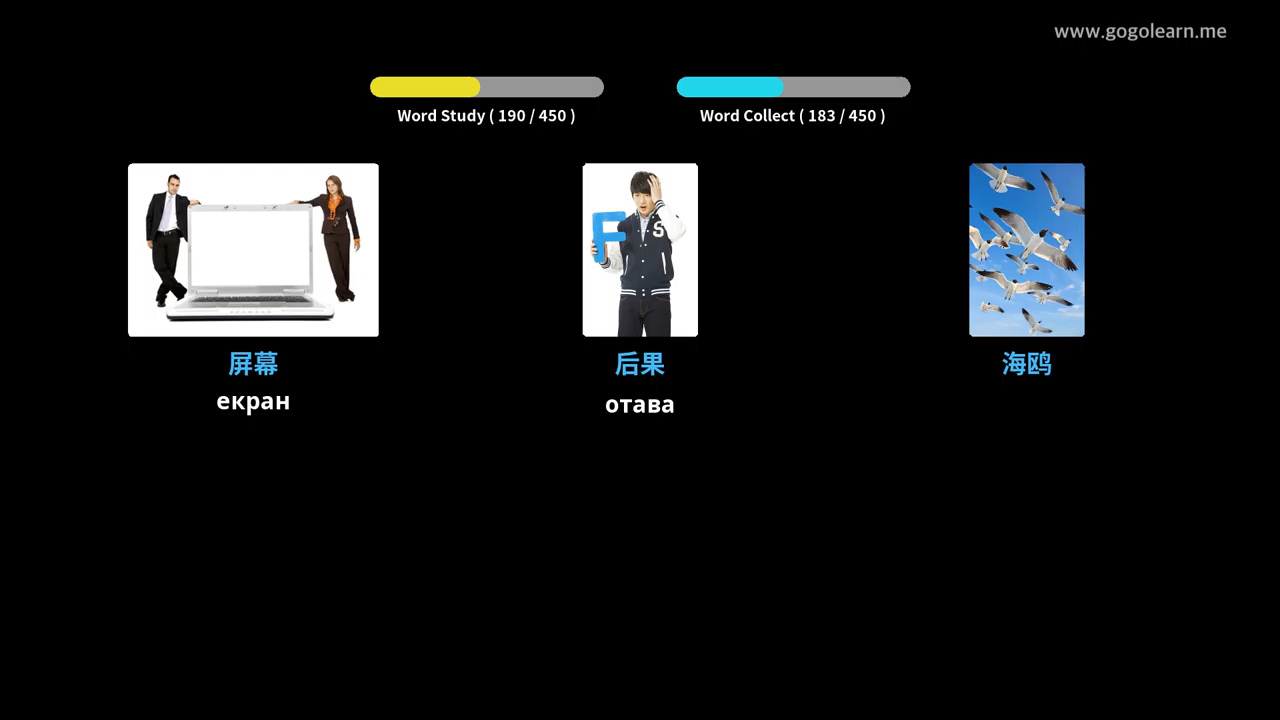 www.gogolearn.me
Word Study ( 190 / 450 )
Word Collect ( 183 / 450 )
F
S
屏幕
后果
海鸥
екран
отава